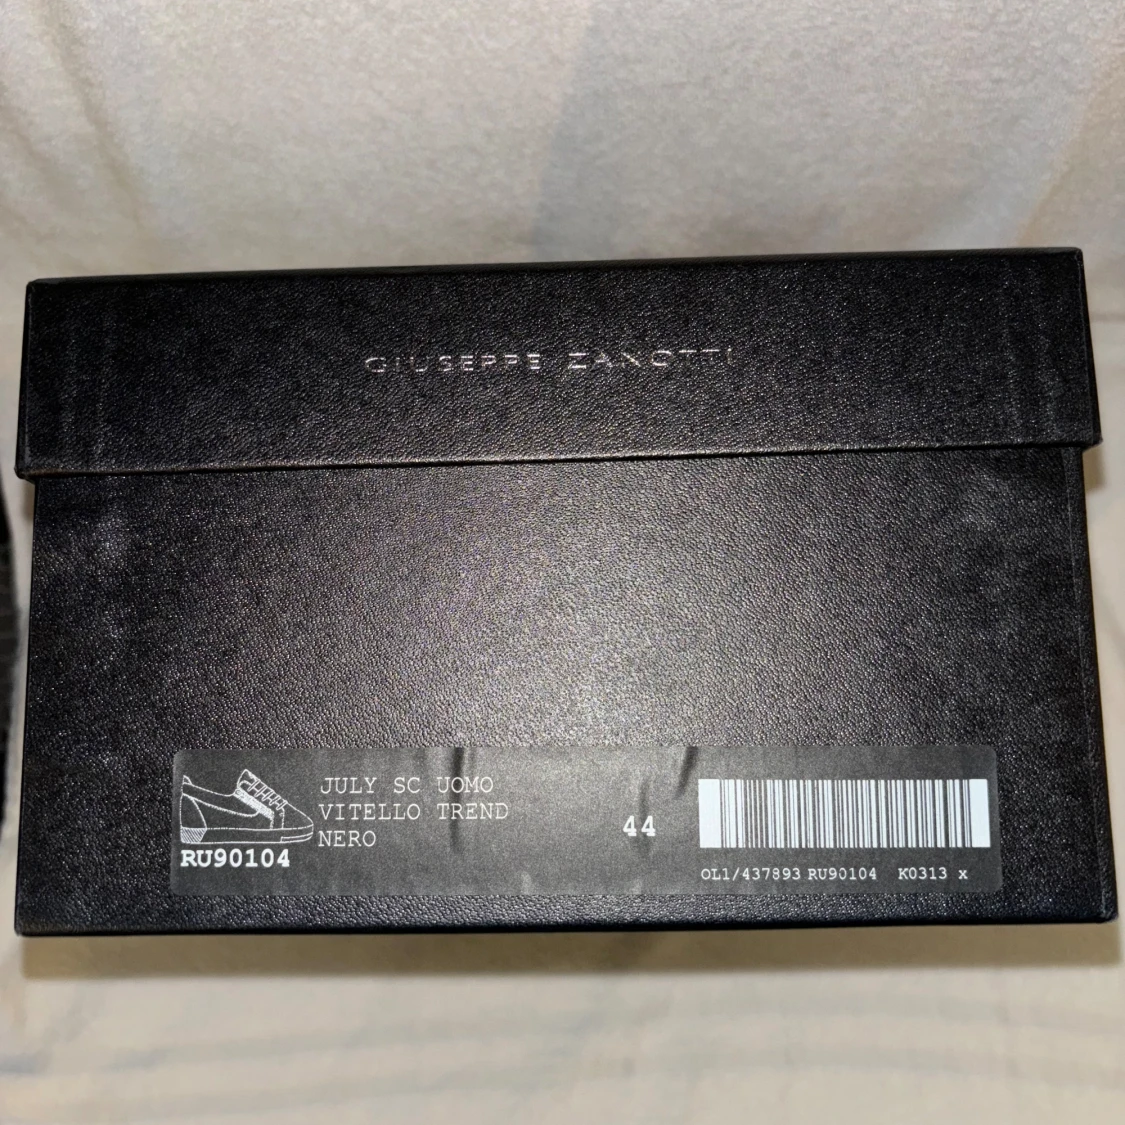 GIUSEPPE ZANOTTI
JULY SC UOMO
VITELLO TREND
NERO
RU90104
44
OL1/437893 RU90104 K0313 x